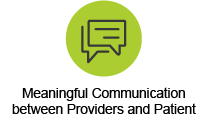 Meaningful Communication
between Providers and Patient